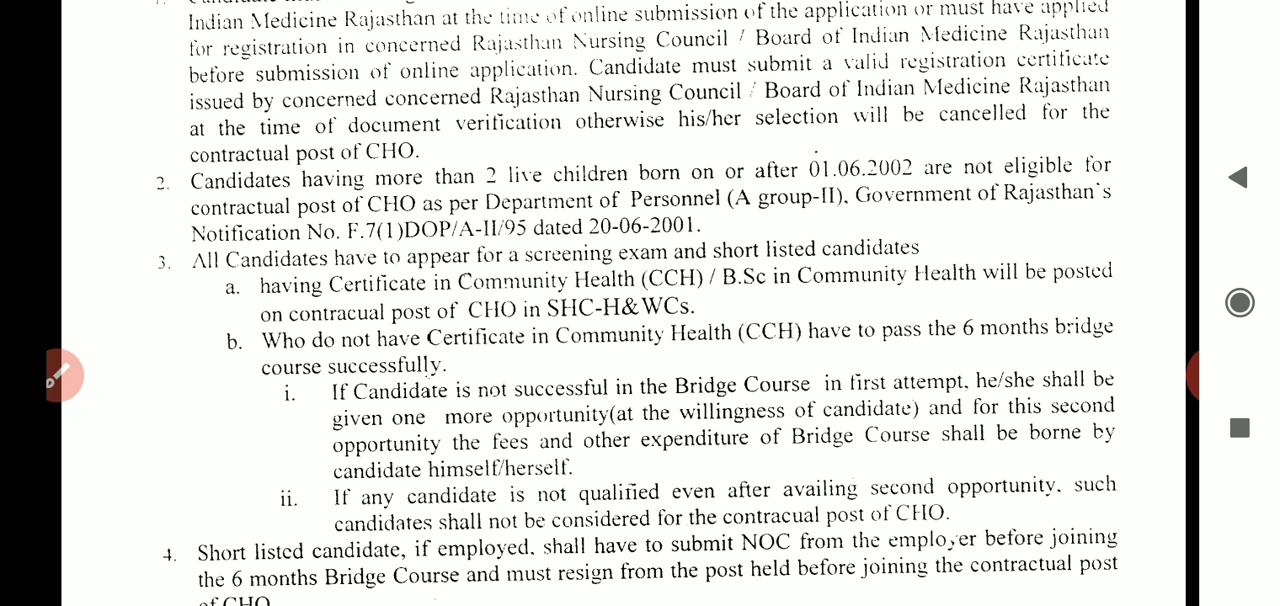 Indian Medicine Rajasthan at the time of online submission of the application or must have applied
for registration in concerned Rajasthan Nursing Council / Board of Indian Medicine Rajasthan
before submission of online application. Candidate must submit a valid registration certificate
issued by concerned concerned Rajasthan Nursing Council / Board of Indian Medicine Rajasthan
at the time of document verification otherwise his/her selection will be cancelled for the
contractual post of CHO.
2. Candidates having more than 2 live children born on or after 01.06.2002 are not eligible for
contractual post of CHO as per Department of Personnel (A group-II), Government of Rajasthan's
Notification No. F.7(1)DOP/A-II/95 dated 20-06-2001.
3. All Candidates have to appear for a screening exam and short listed candidates
a. having Certificate in Community Health (CCH) / B.Sc in Community Health will be posted
on contracual post of CHO in SHC-H&WCs.
b. Who do not have Certificate in Community Health (CCH) have to pass the 6 months bridge
course successfully.
i. If Candidate is not successful in the Bridge Course in first attempt, he/she shall be
given one more opportunity(at the willingness of candidate) and for this second
opportunity the fees and other expenditure of Bridge Course shall be borne by
candidate himself/herself.
ii. If any candidate is not qualified even after availing second opportunity, such
candidates shall not be considered for the contracual post of CHO.
4. Short listed candidate, if employed, shall have to submit NOC from the employer before joining
the 6 months Bridge Course and must resign from the post held before joining the contractual post
of CHO